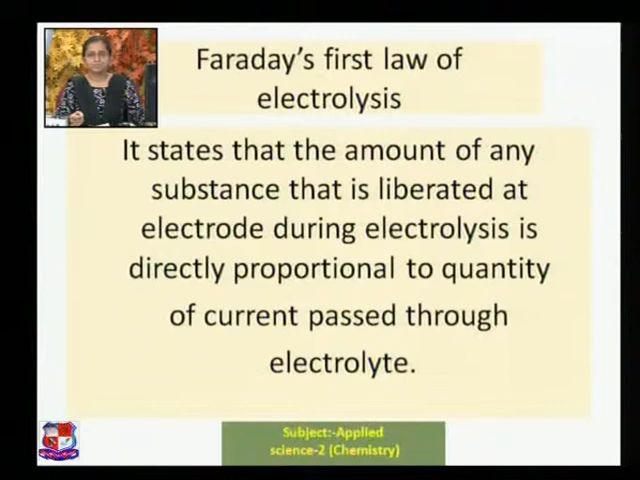 Faraday's first law of
electrolysis
It states that the amount of any
substance that is liberated at
electrode during electrolysis is
directly proportional to quantity
of current passed through
electrolyte.
Subject:-Applied
science-2 (Chemistry)